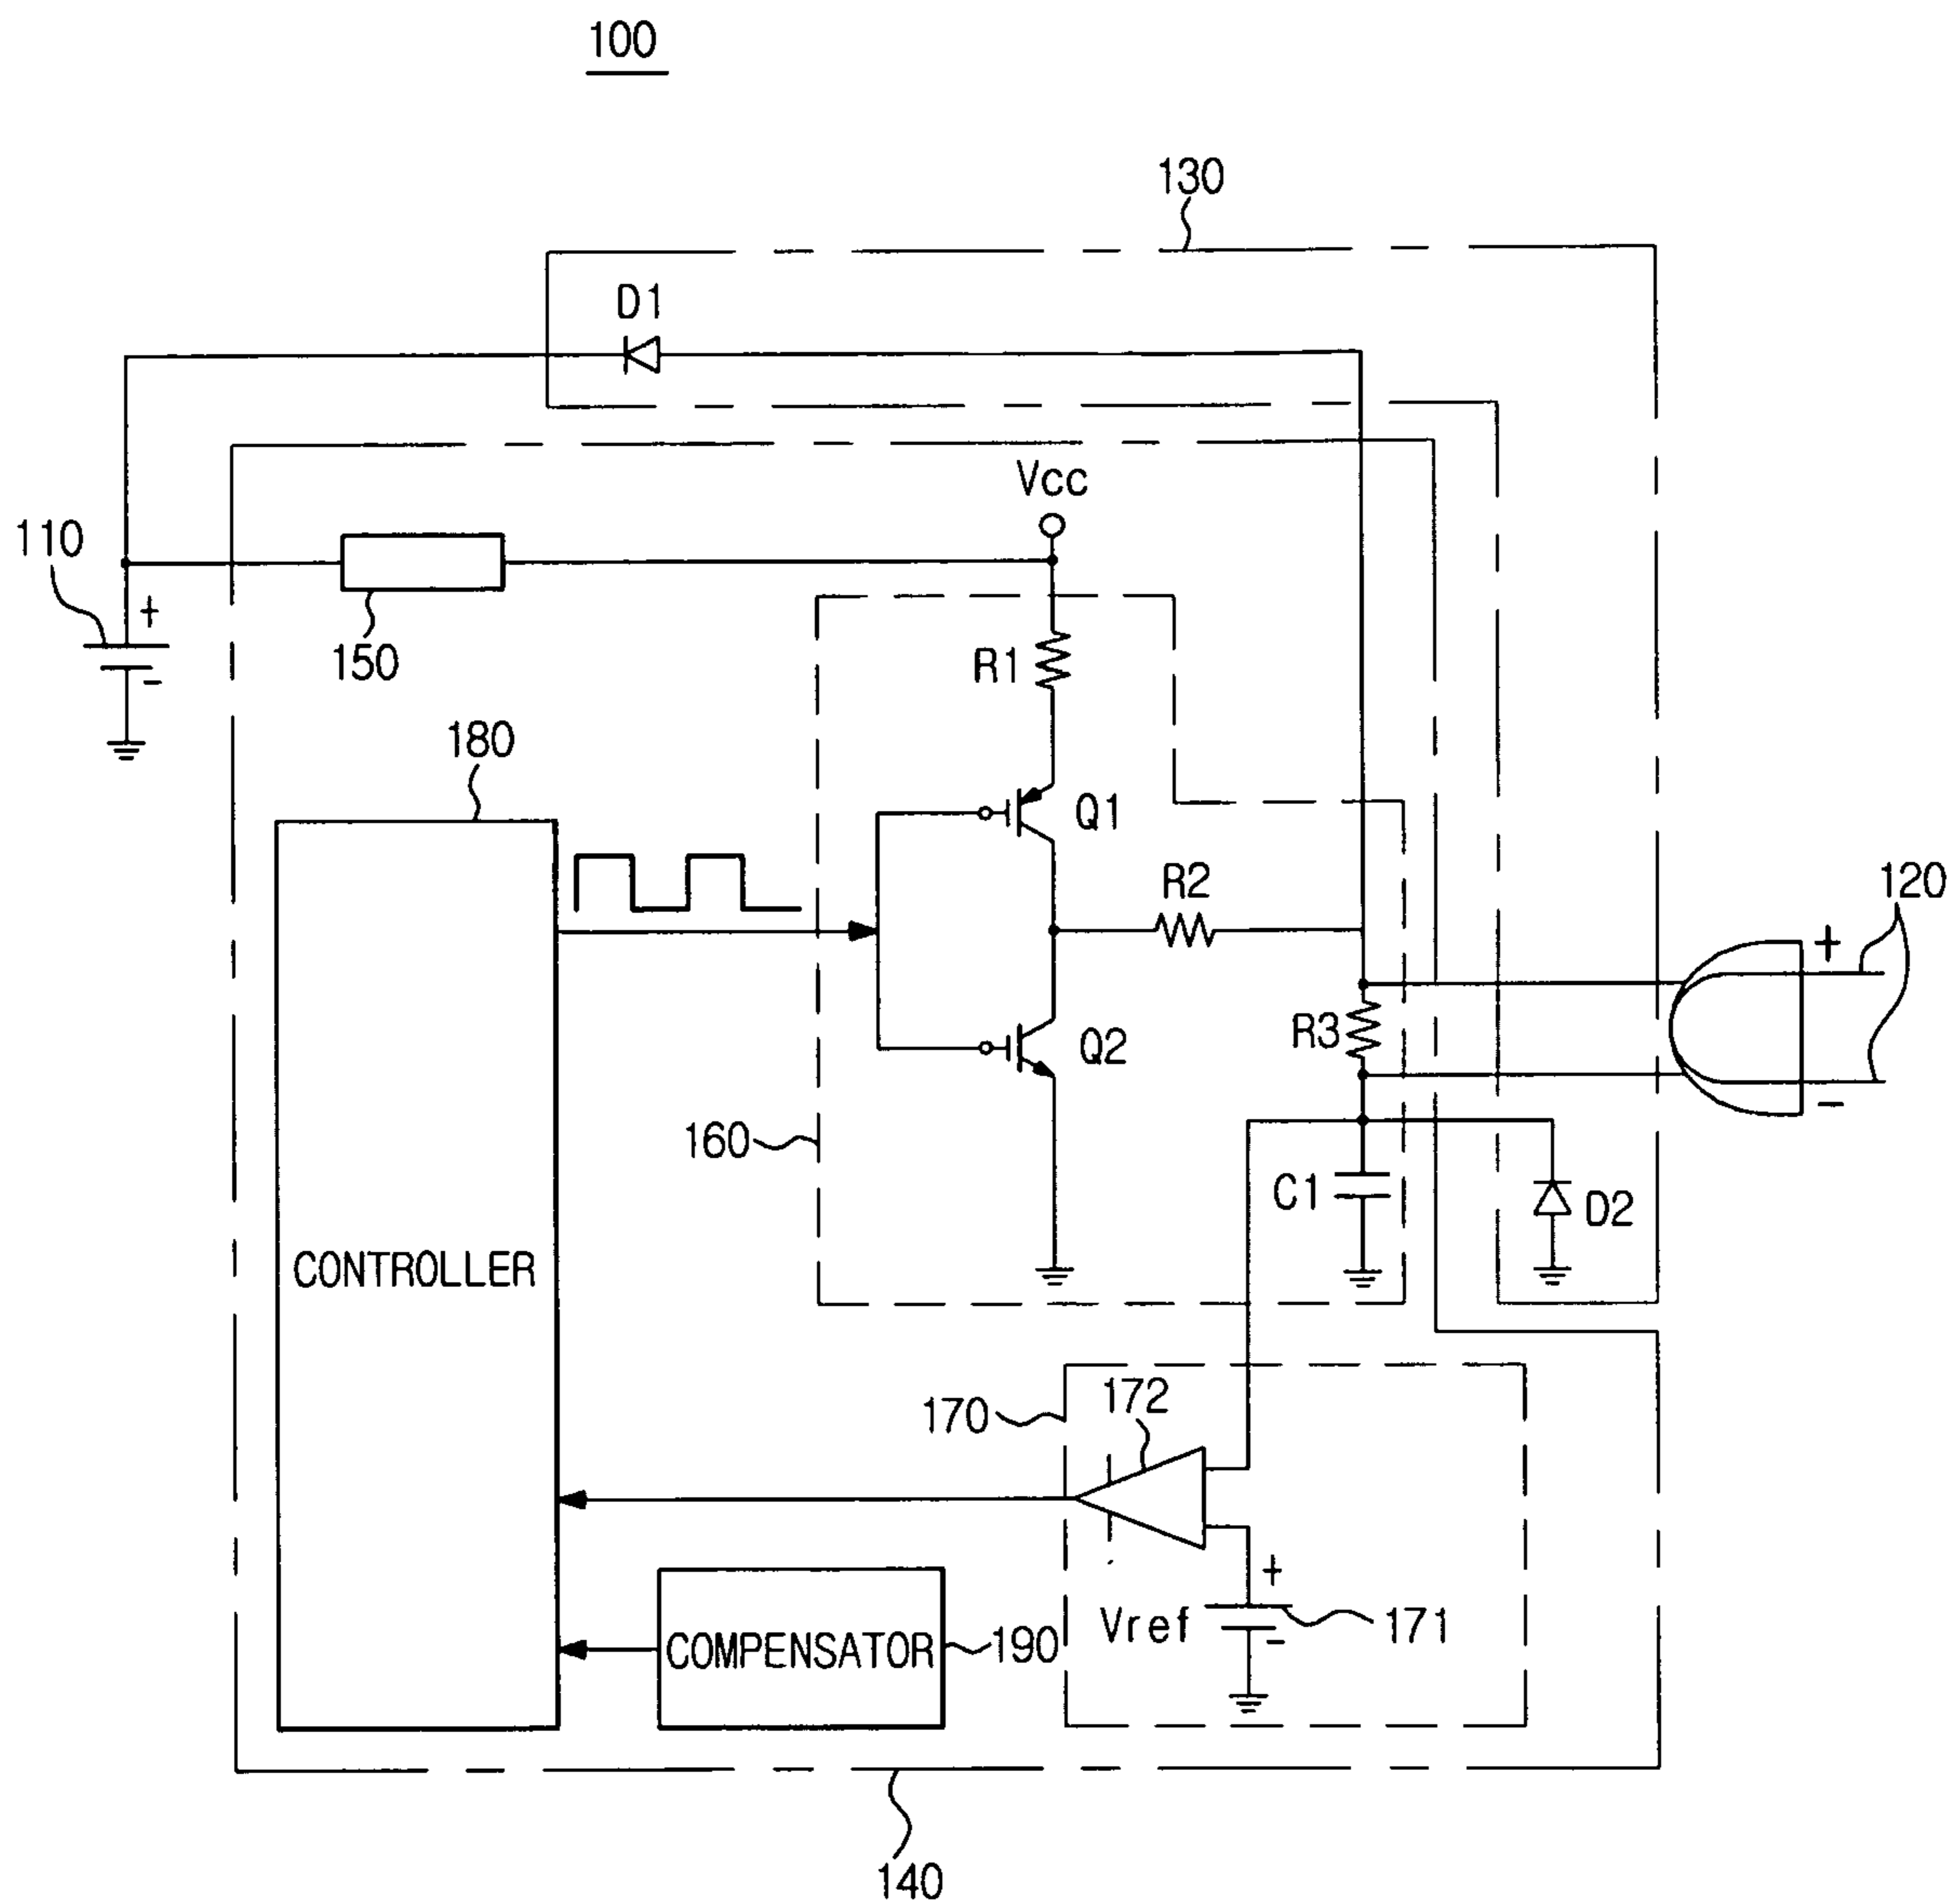 100
130
D1
Vcc
110
+
-
150
R1
180
Q1
R2
120
+
R3
Q2
-
160
C1
D2
CONTROLLER
170
172
+
Vref
-
171
COMPENSATOR
190
140